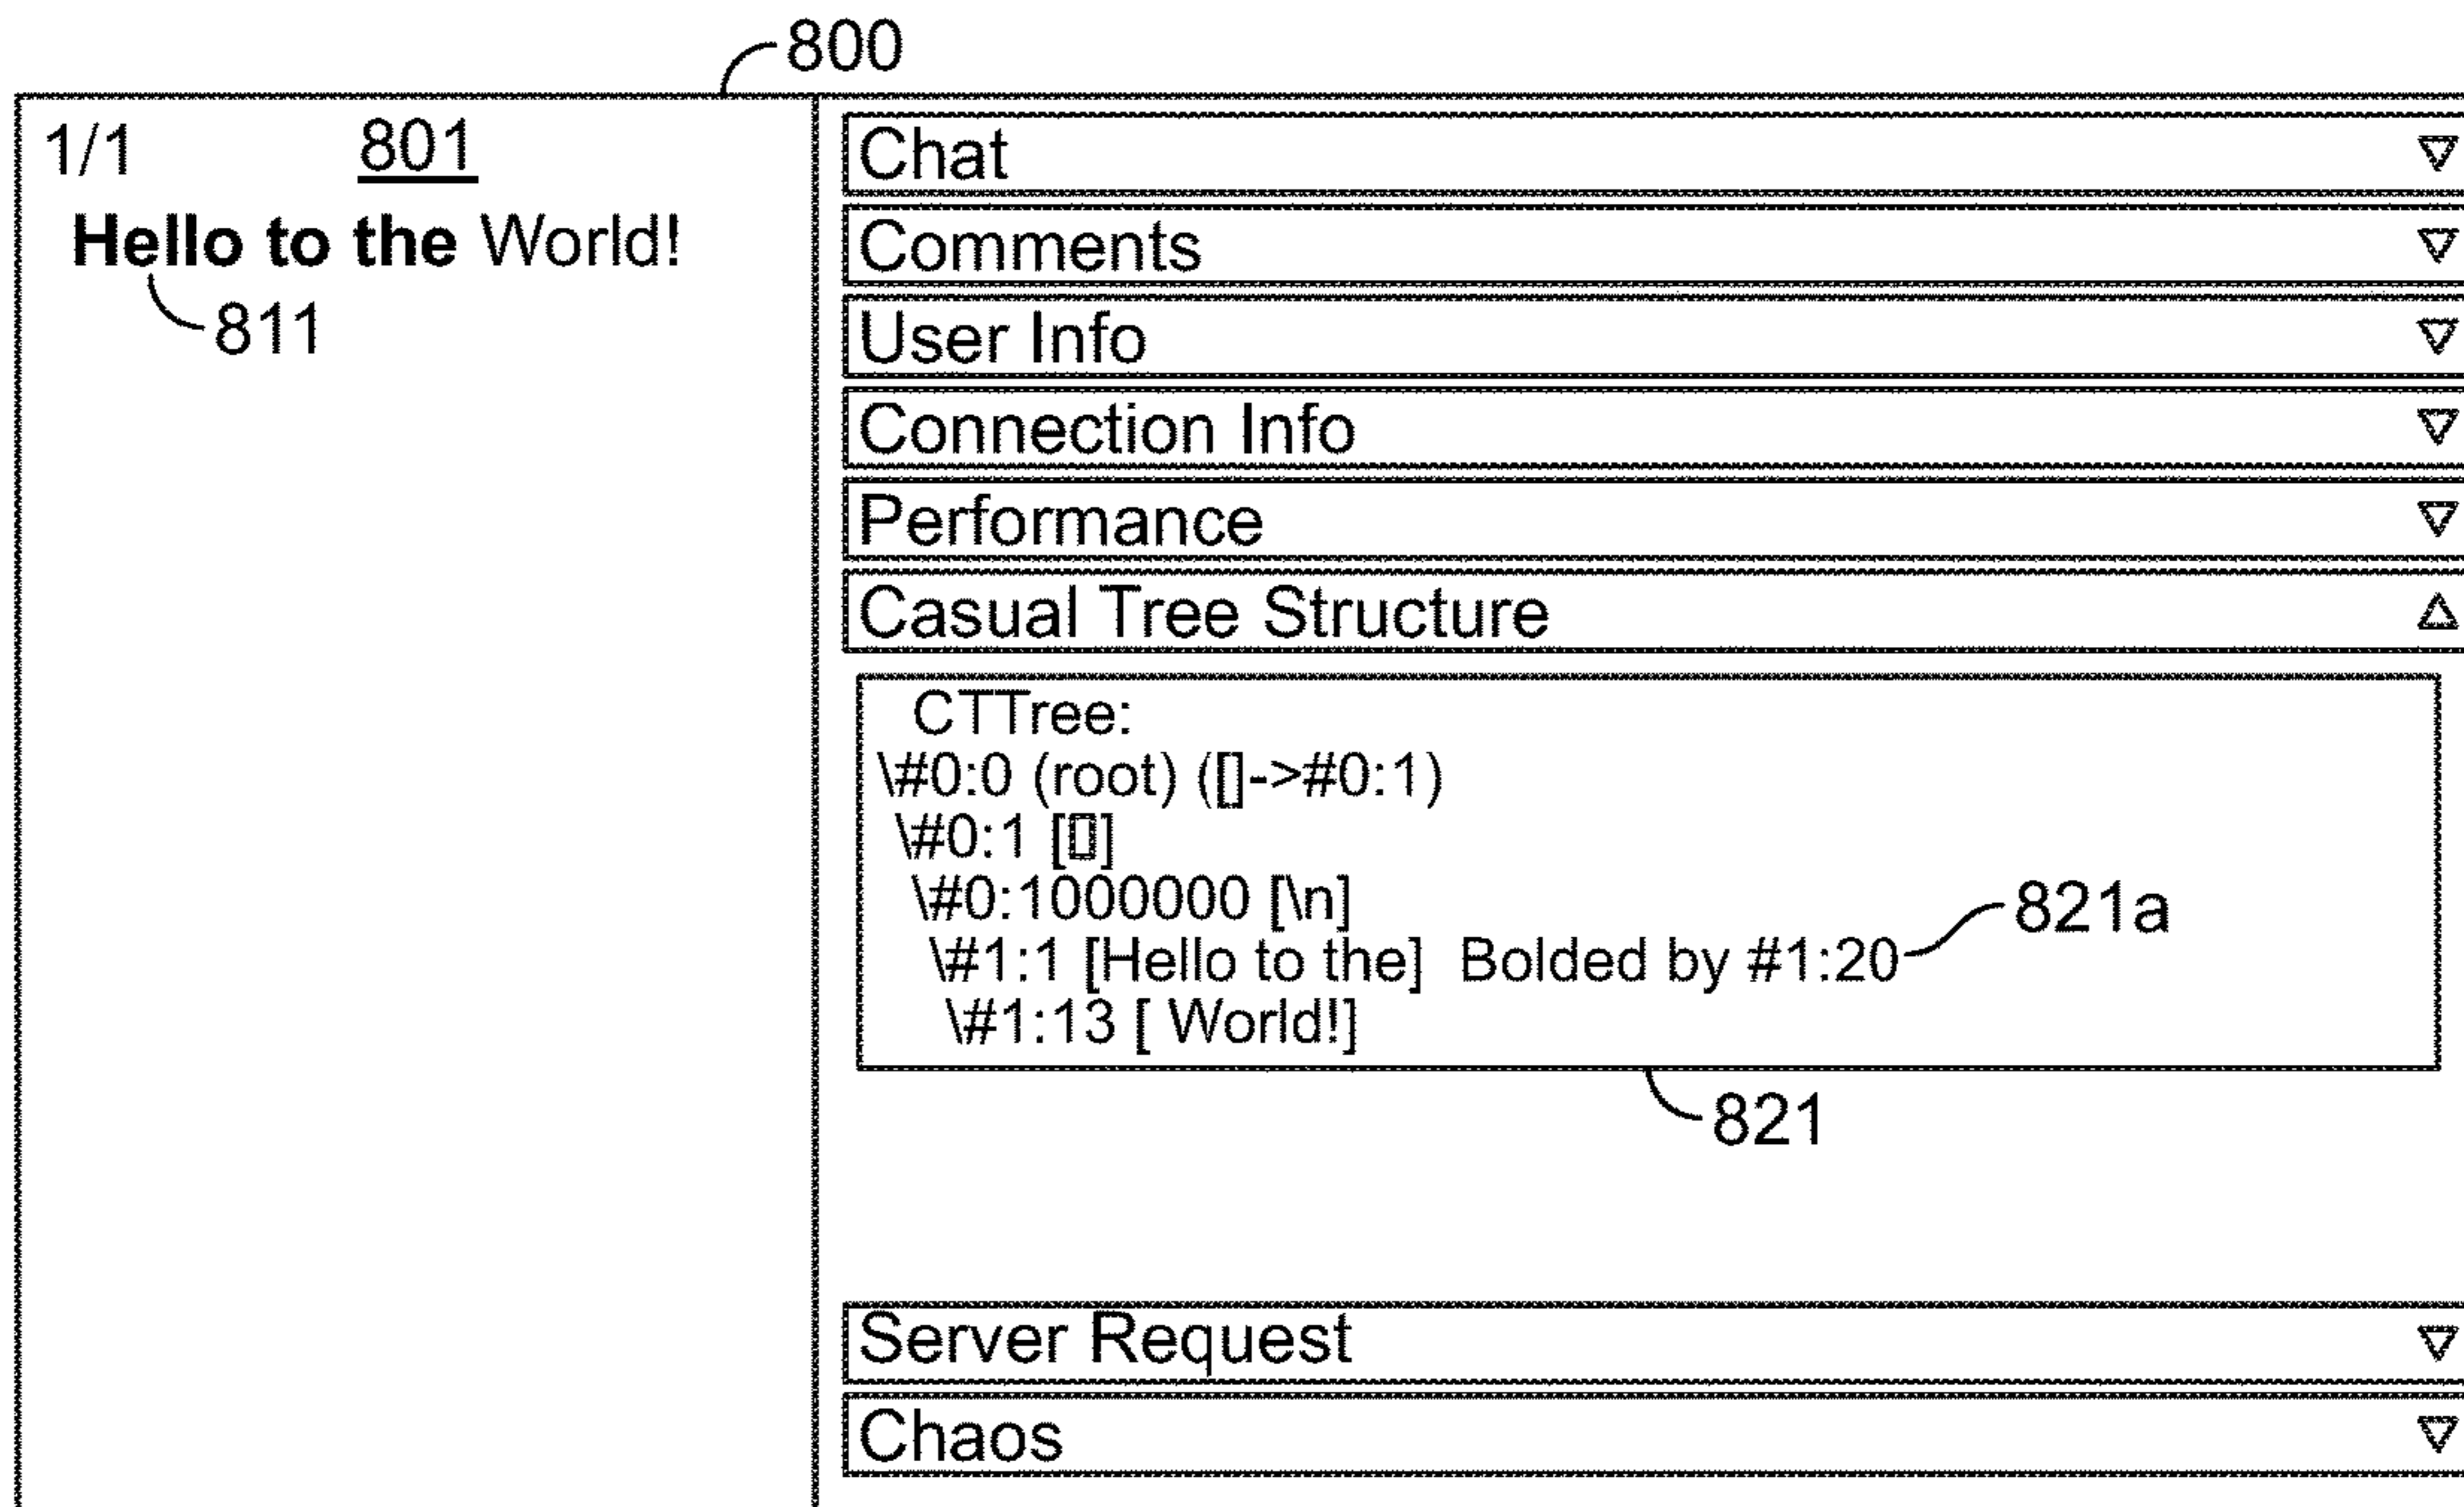 800
1/1 801
Hello to the World!
811
Chat
Comments
User Info
Connection Info
Performance
Casual Tree Structure
CTTree:
\#0:0 (root) ([]->#0:1)
\#0:1 [▯]
\#0:1000000 [\n]
821a
\#1:1 [Hello to the] Bolded by #1:20
\#1:13 [ World!]
821
Server Request
Chaos